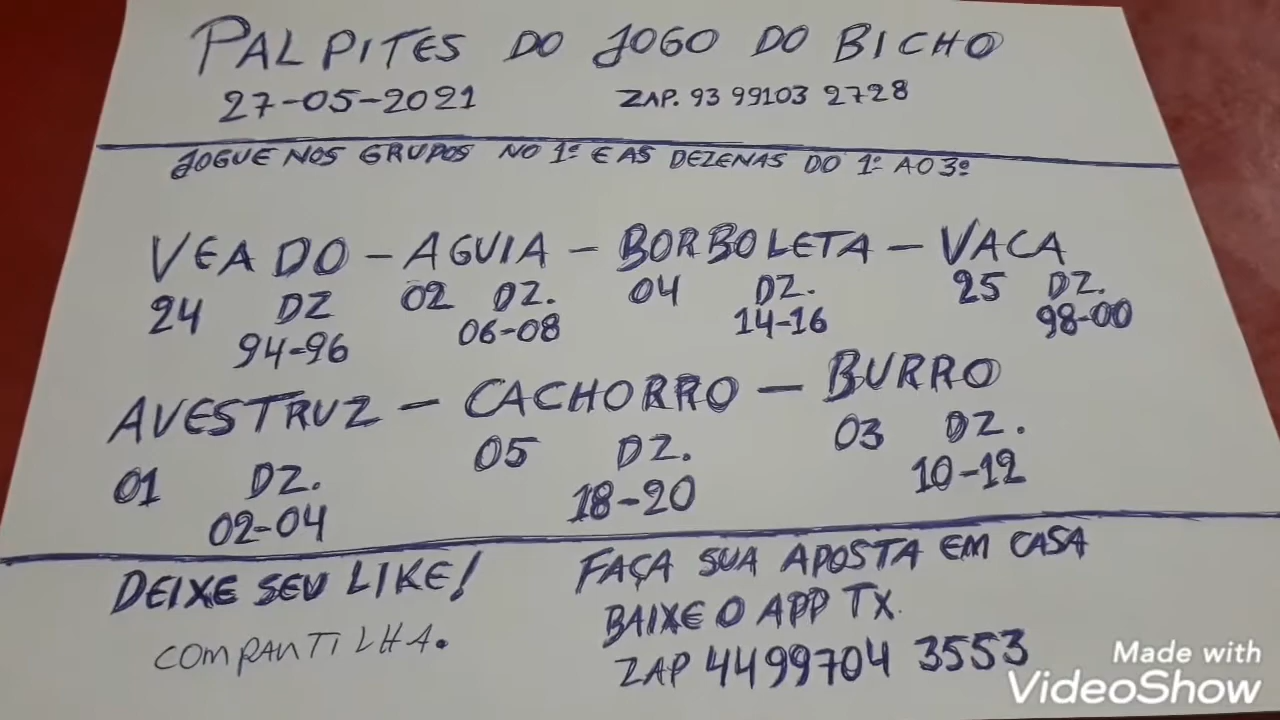 PALPITES DO JOGO DO BICHO
27-05-2021 ZAP. 93 99103 2728
JOGUE NOS GRUPOS NO 1º E AS DEZENAS DO 1º AO 3º
VEADO - AGUIA - BORBOLETA - VACA
24 DZ 02 DZ. 04 DZ. 25 DZ.
94-96 06-08 14-16 98-00
AVESTRUZ - CACHORRO - BURRO
01 DZ. 05 DZ. 03 DZ.
02-04 18-20 10-12
DEIXE SEU LIKE!
COMPARTILHA.
FAÇA SUA APOSTA EM CASA
BAIXE O APP TX.
ZAP 4499704 3553
Made with
VideoShow